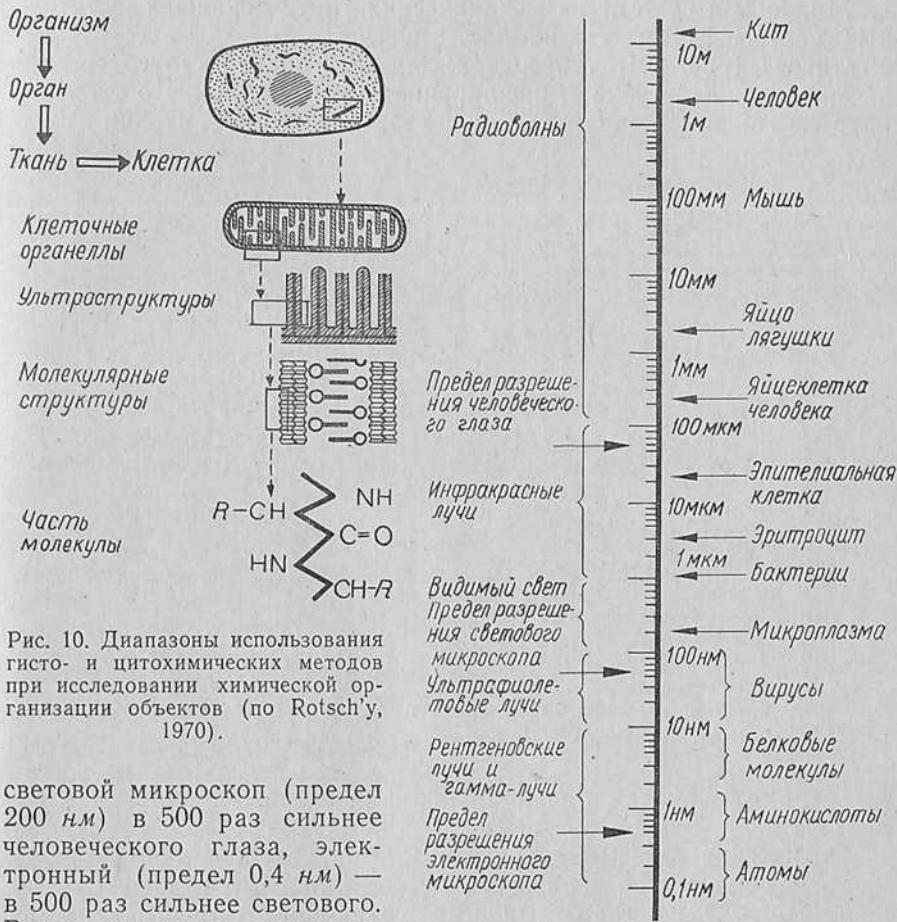 Организм
Орган
Ткань
Клетка
Клеточные
органеллы
Ультраструктуры
Молекулярные
структуры
Часть
молекулы
R-CH
NH
C=O
HN
CH-R
Рис. 10. Диапазоны использования
гисто- и цитохимических методов
при исследовании химической ор-
ганизации объектов (по Rotsch'у,
1970).
световой микроскоп (предел
200 нм) в 500 раз сильнее
человеческого глаза, элек-
тронный (предел 0,4 нм) —
в 500 раз сильнее светового.
Радиоволны
Предел разреше-
ния человеческо-
го глаза
Инфракрасные
лучи
Видимый свет
Предел разреше-
ния светового
микроскопа
Ультрафиоле-
товые лучи
Рентгеновские
лучи и
гамма-лучи
Предел
разрешения
электронного
микроскопа
Кит
10м
Человек
1м
100мм Мышь
10мм
Яйцо
лягушки
1мм
Яйцеклетка
человека
100мкм
Эпителиальная
клетка
10мкм
Эритроцит
1мкм
Бактерии
Микроплазма
100нм
Вирусы
10нм
Белковые
молекулы
1нм
Аминокислоты
Атомы
0,1нм